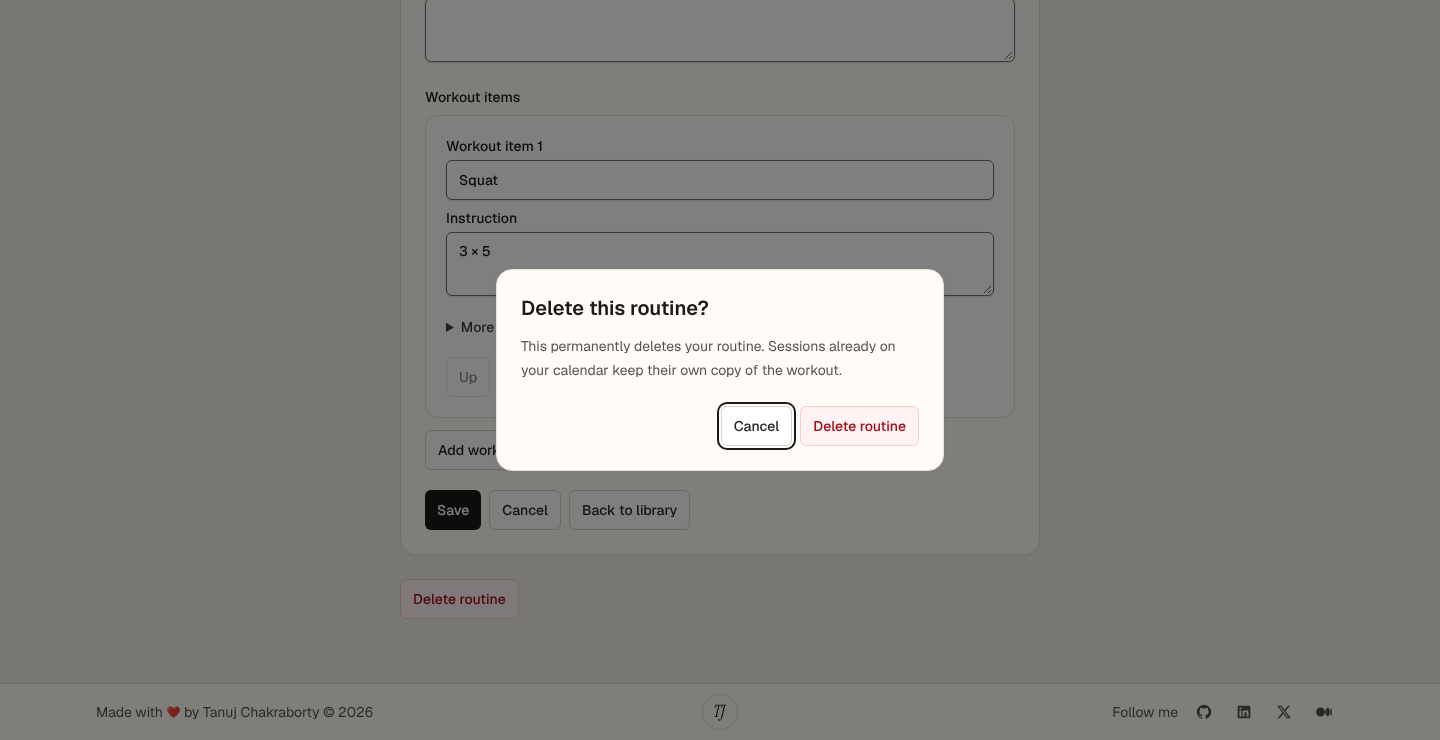 Workout items
Workout item 1
Squat
Instruction
3 × 5
More
Up
Add work
Delete this routine?
This permanently deletes your routine. Sessions already on
your calendar keep their own copy of the workout.
Cancel
Delete routine
Save
Cancel
Back to library
Delete routine
Made with ❤️ by Tanuj Chakraborty © 2026
TJ
Follow me